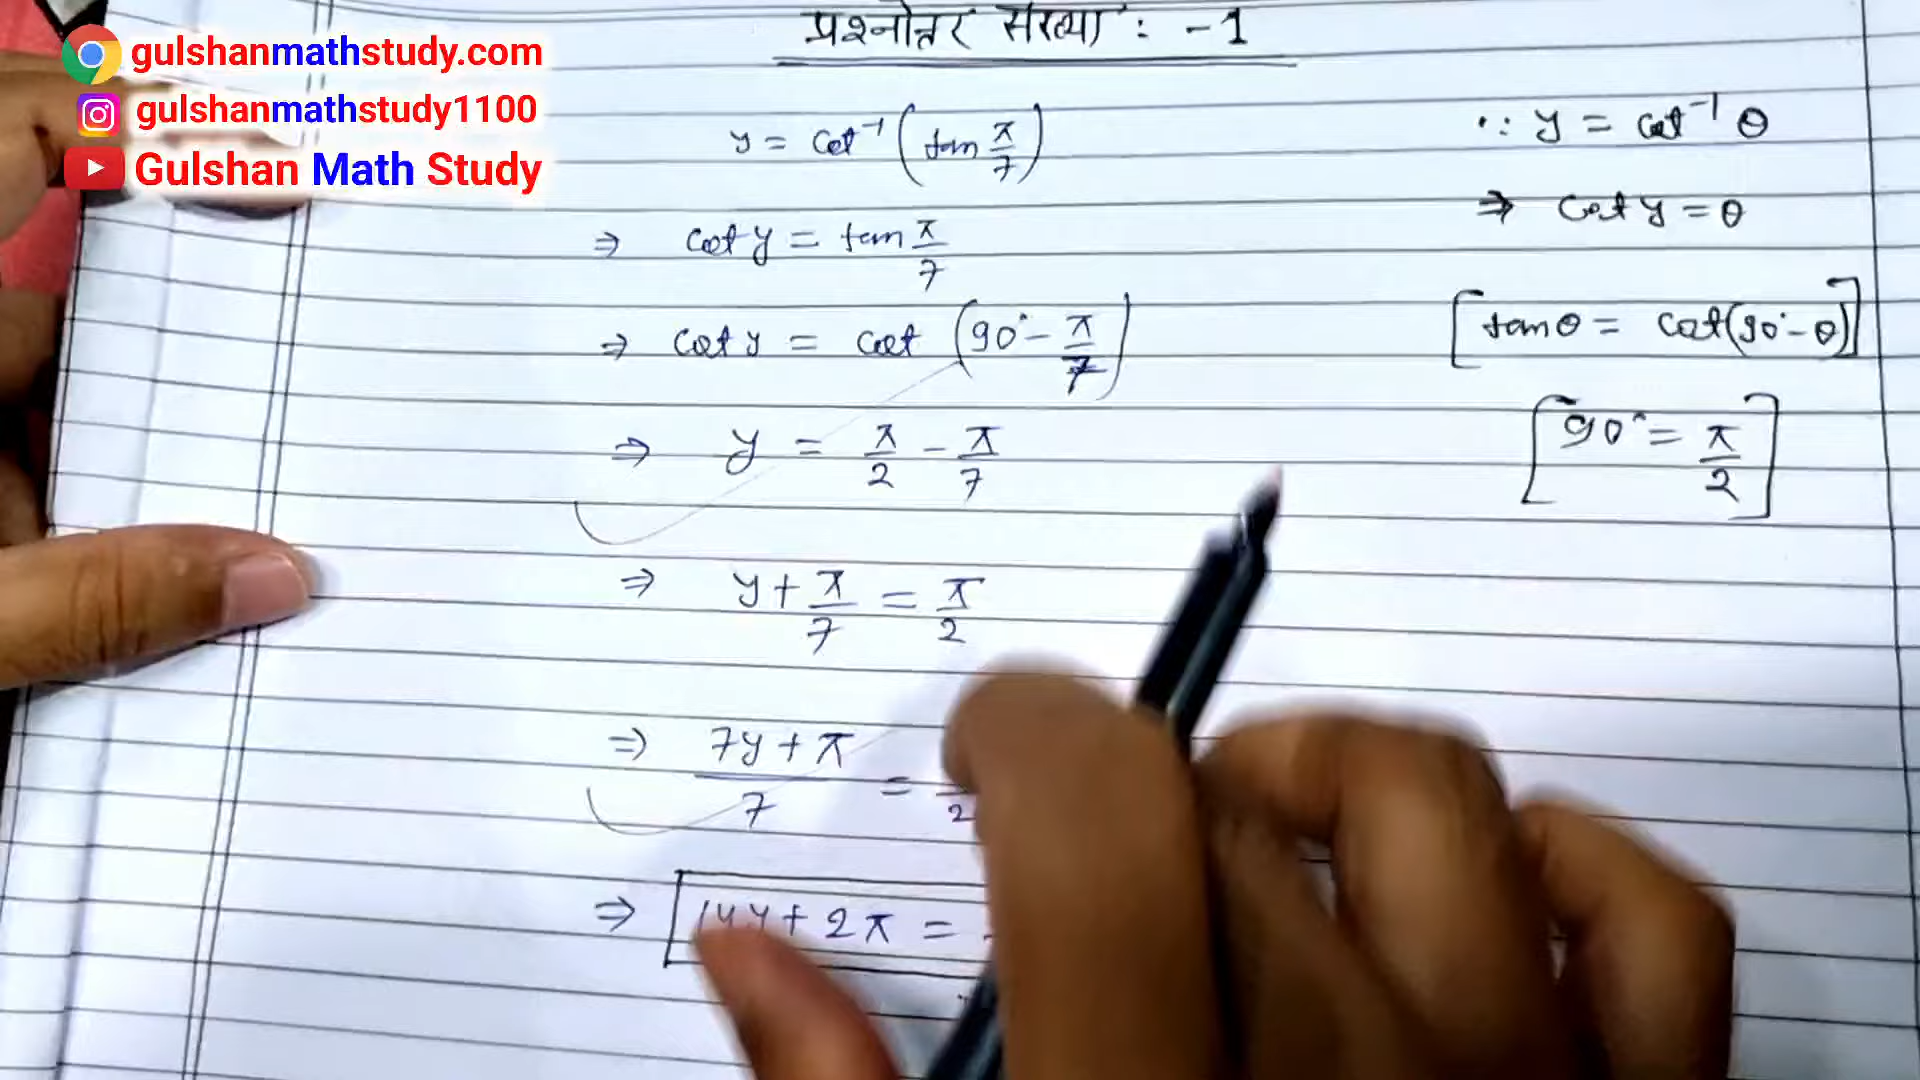 प्रश्नोत्तर संख्या : - 1
gulshanmathstudy.com
gulshanmathstudy1100
Gulshan Math Study
y = cot⁻¹ (tan π/7)
⇒ cot y = tan π/7
⇒ cot y = cot (90° − π/7)
⇒ y = π/2 − π/7
⇒ y + π/7 = π/2
⇒ (7y + π)/7 = /2
⇒ 14y + 2π =
∵ y = cot⁻¹ θ
⇒ cot y = θ
[tan θ = cot(90° − θ)]
[90° = π/2]